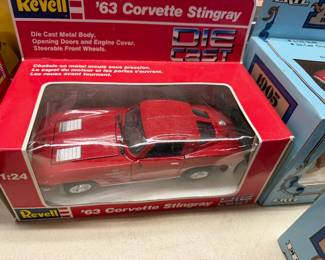 Revell
'63 Corvette Stingray
Die Cast Metal Body,
Opening Doors and Engine Cover,
Steerable Front Wheels.
DIE
CAST
Châssis en métal moulé sous pression.
Le capot du moteur et les portes s'ouvrent.
Les roues avant tournent.
1:24
Revell
'63 Corvette Stingray
ERTL
1905